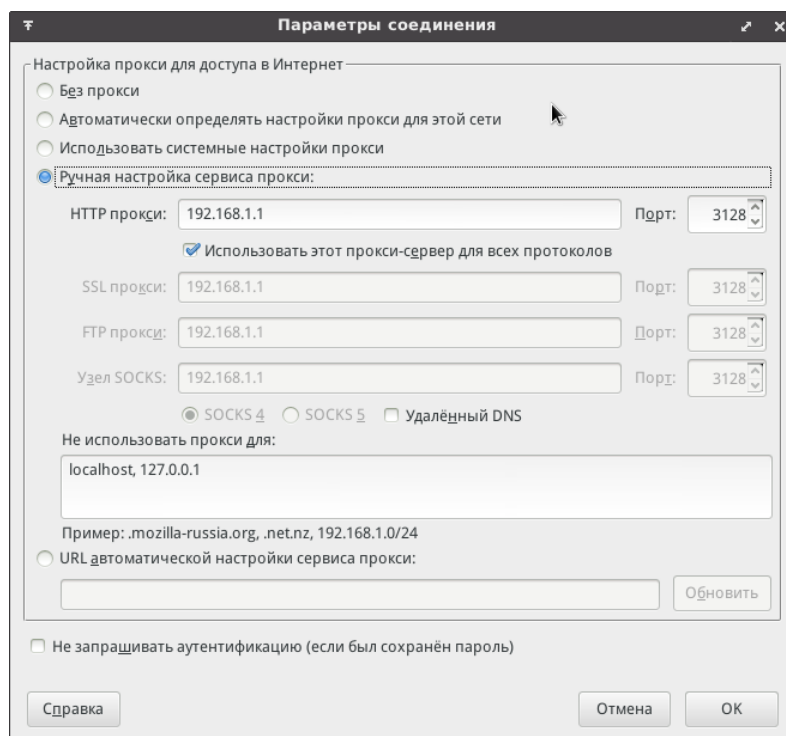 Параметры соединения
Настройка прокси для доступа в Интернет
Без прокси
Автоматически определять настройки прокси для этой сети
Использовать системные настройки прокси
Ручная настройка сервиса прокси:
HTTP прокси: 192.168.1.1 Порт: 3128
Использовать этот прокси-сервер для всех протоколов
SSL прокси: 192.168.1.1 Порт: 3128
FTP прокси: 192.168.1.1 Порт: 3128
Узел SOCKS: 192.168.1.1 Порт: 3128
SOCKS 4 SOCKS 5 Удалённый DNS
Не использовать прокси для:
localhost, 127.0.0.1
Пример: .mozilla-russia.org, .net.nz, 192.168.1.0/24
URL автоматической настройки сервиса прокси:
Обновить
Не запрашивать аутентификацию (если был сохранён пароль)
Справка Отмена OK